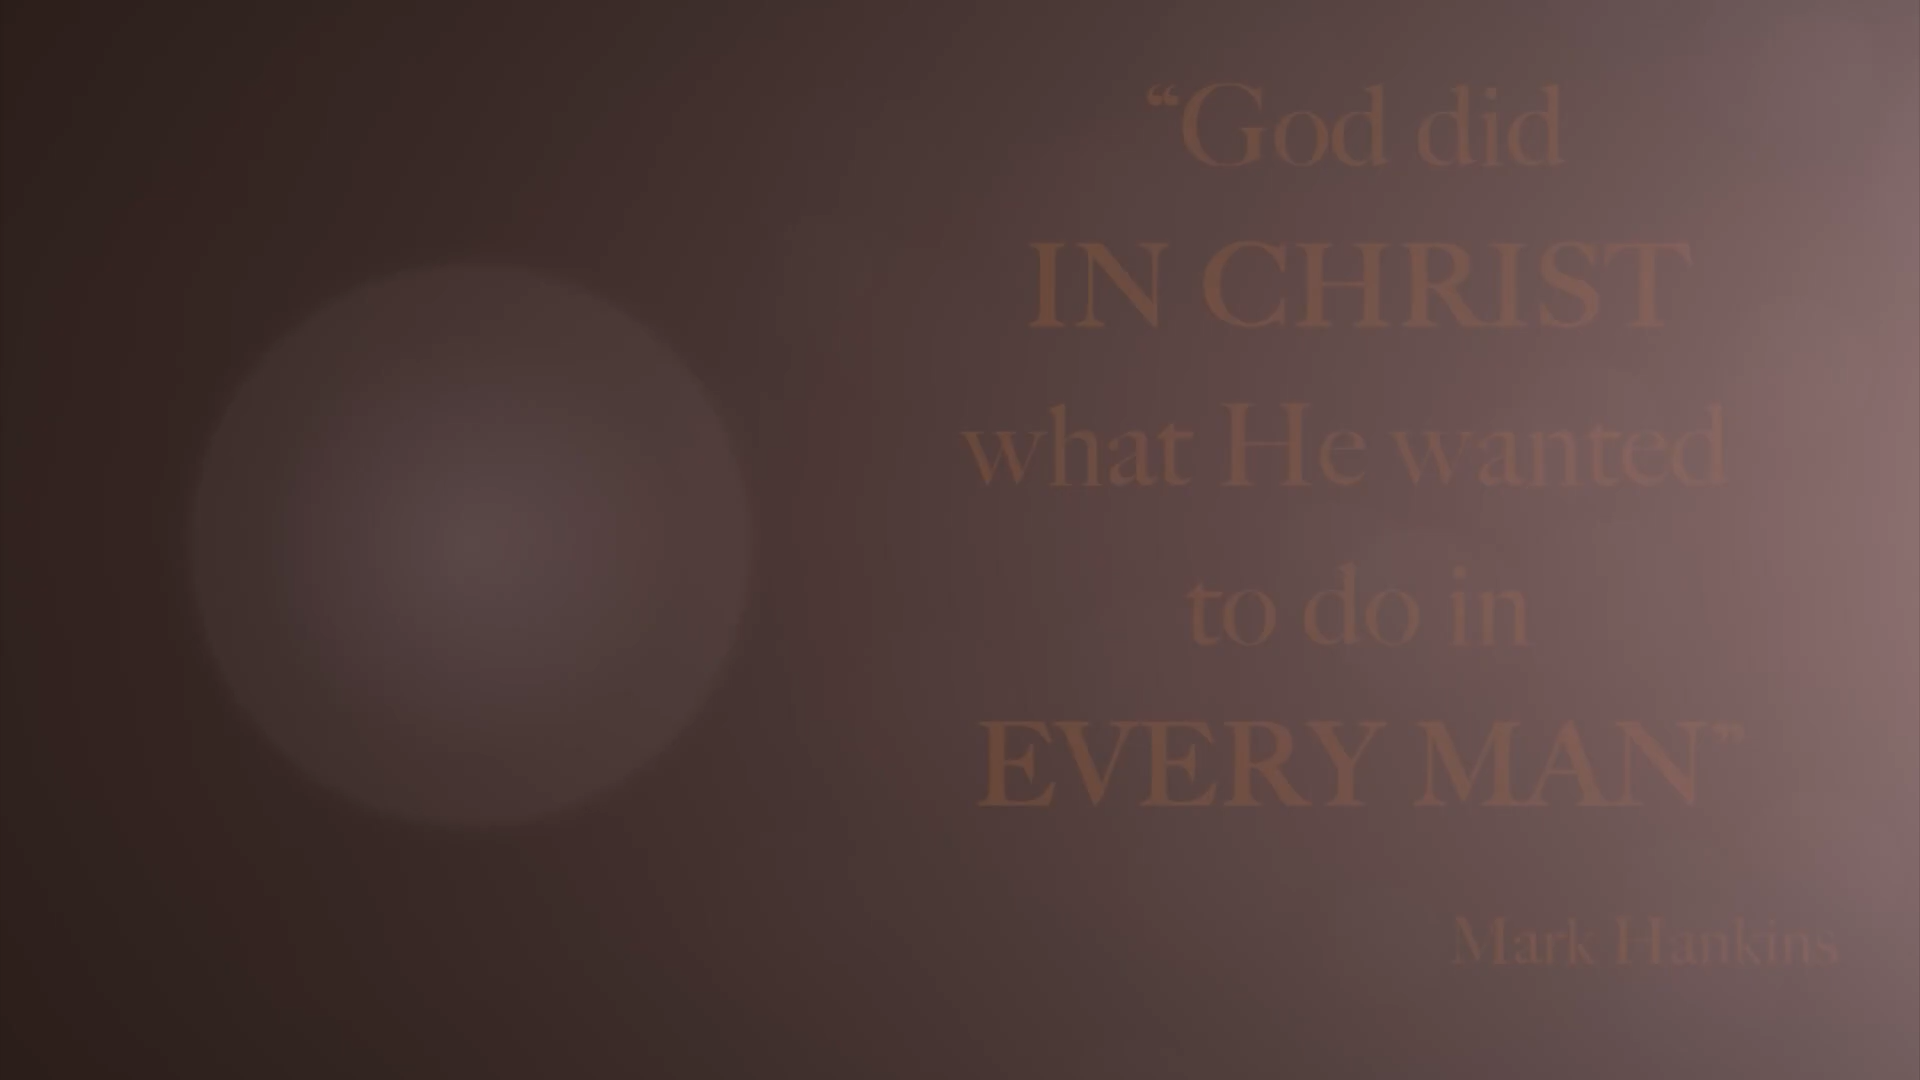 “God did
IN CHRIST
what He wanted
to do in
EVERY MAN”
Mark Hankins